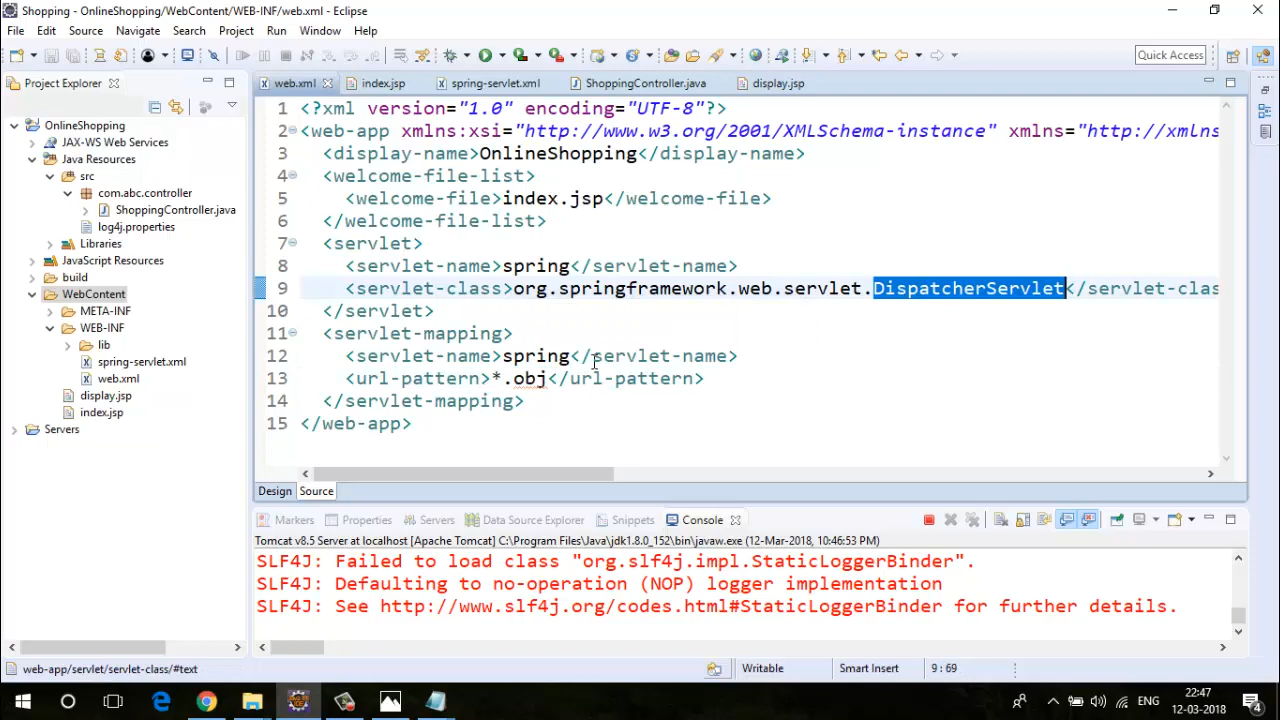 Shopping - OnlineShopping/WebContent/WEB-INF/web.xml - Eclipse
File Edit Source Navigate Search Project Run Window Help
Quick Access
Project Explorer
web.xml index.jsp spring-servlet.xml ShoppingController.java display.jsp
OnlineShopping
JAX-WS Web Services
Java Resources
src
com.abc.controller
ShoppingController.java
log4j.properties
Libraries
JavaScript Resources
build
WebContent
META-INF
WEB-INF
lib
spring-servlet.xml
web.xml
display.jsp
index.jsp
Servers
1 <?xml version="1.0" encoding="UTF-8"?>
2 <web-app xmlns:xsi="http://www.w3.org/2001/XMLSchema-instance" xmlns="http://xmlns
3 <display-name>OnlineShopping</display-name>
4 <welcome-file-list>
5 <welcome-file>index.jsp</welcome-file>
6 </welcome-file-list>
7 <servlet>
8 <servlet-name>spring</servlet-name>
9 <servlet-class>org.springframework.web.servlet.DispatcherServlet</servlet-clas
10 </servlet>
11 <servlet-mapping>
12 <servlet-name>spring</servlet-name>
13 <url-pattern>*.obj</url-pattern>
14 </servlet-mapping>
15 </web-app>
Design Source
Markers Properties Servers Data Source Explorer Snippets Console
Tomcat v8.5 Server at localhost [Apache Tomcat] C:\Program Files\Java\jdk1.8.0_152\bin\javaw.exe (12-Mar-2018, 10:46:53 PM)
SLF4J: Failed to load class "org.slf4j.impl.StaticLoggerBinder".
SLF4J: Defaulting to no-operation (NOP) logger implementation
SLF4J: See http://www.slf4j.org/codes.html#StaticLoggerBinder for further details.
web-app/servlet/servlet-class/#text Writable Smart Insert 9 : 69
ENG 22:47
12-03-2018 4